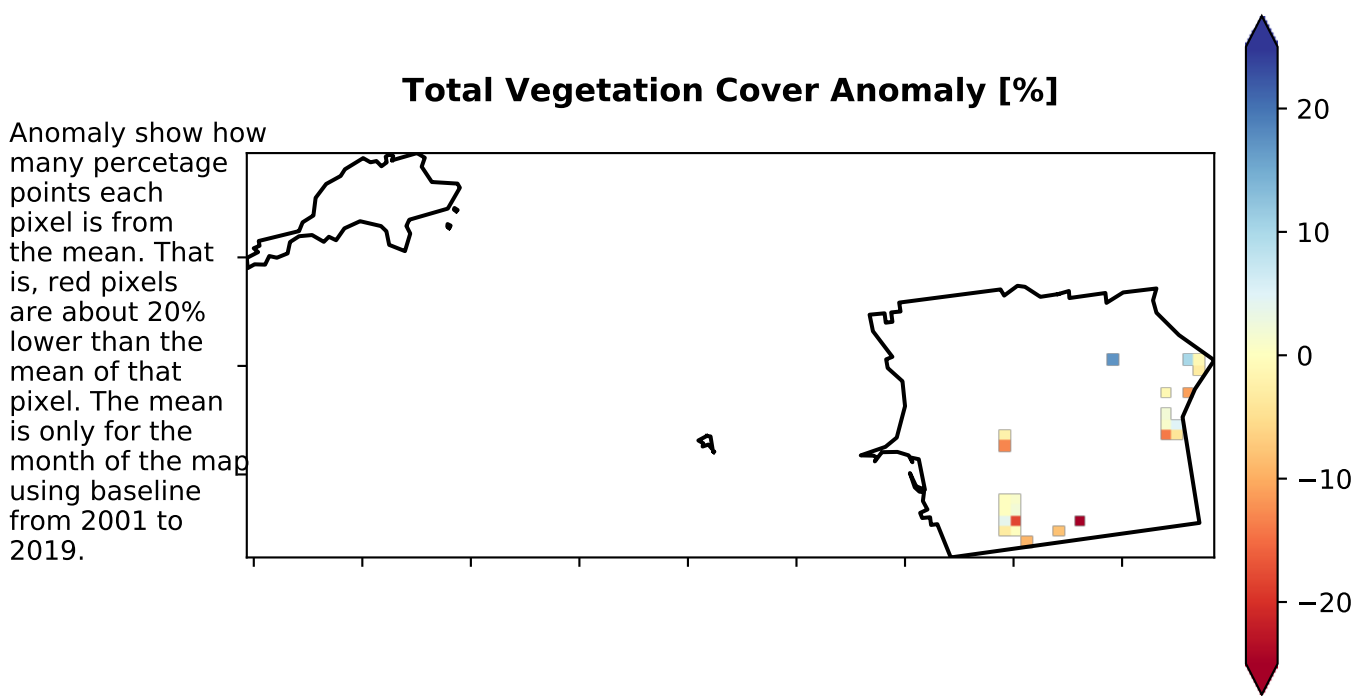 Total Vegetation Cover Anomaly [%]
Anomaly show how
many percetage
points each
pixel is from
the mean. That
is, red pixels
are about 20%
lower than the
mean of that
pixel. The mean
is only for the
month of the map
using baseline
from 2001 to
2019.
20
10
0
−10
−20